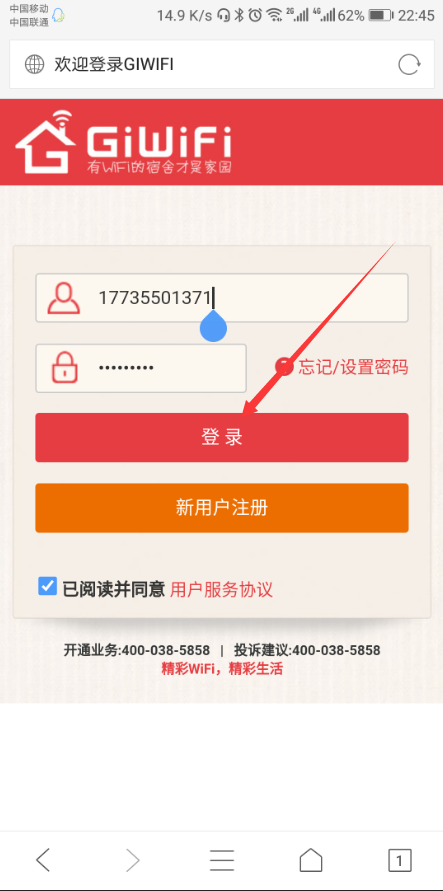 中国移动
中国联通
14.9 K/s 2G 4G 62% 22:45
欢迎登录GIWIFI
GiWiFi
有WiFi的宿舍才是家园
17735501371
•••••••••
忘记/设置密码
登 录
新用户注册
已阅读并同意 用户服务协议
开通业务:400-038-5858 | 投诉建议:400-038-5858
精彩WiFi，精彩生活
1